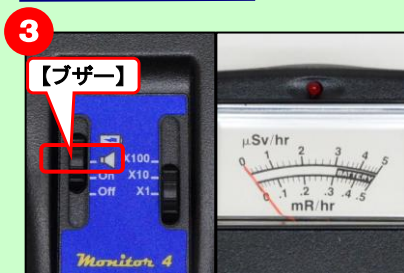 3
【ブザー】
X100
On X10
Off X1
Monitor 4
μSv/hr
0 1 2 3 4 5
BATTERY
0 .1 .2 .3 .4 .5
mR/hr